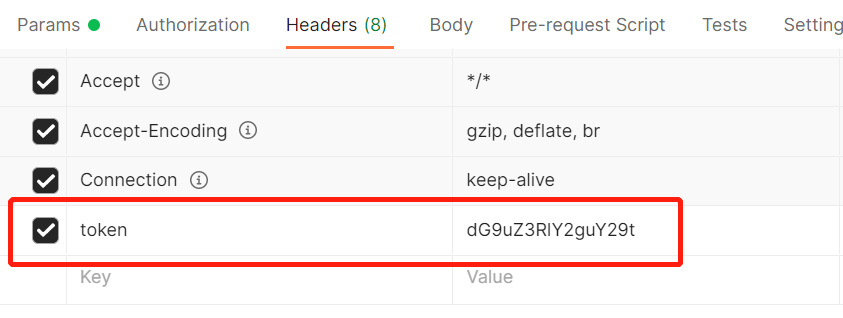 Params Authorization Headers (8) Body Pre-request Script Tests Setting
Accept */*
Accept-Encoding gzip, deflate, br
Connection keep-alive
token dG9uZ3RlY2guY29t
Key Value